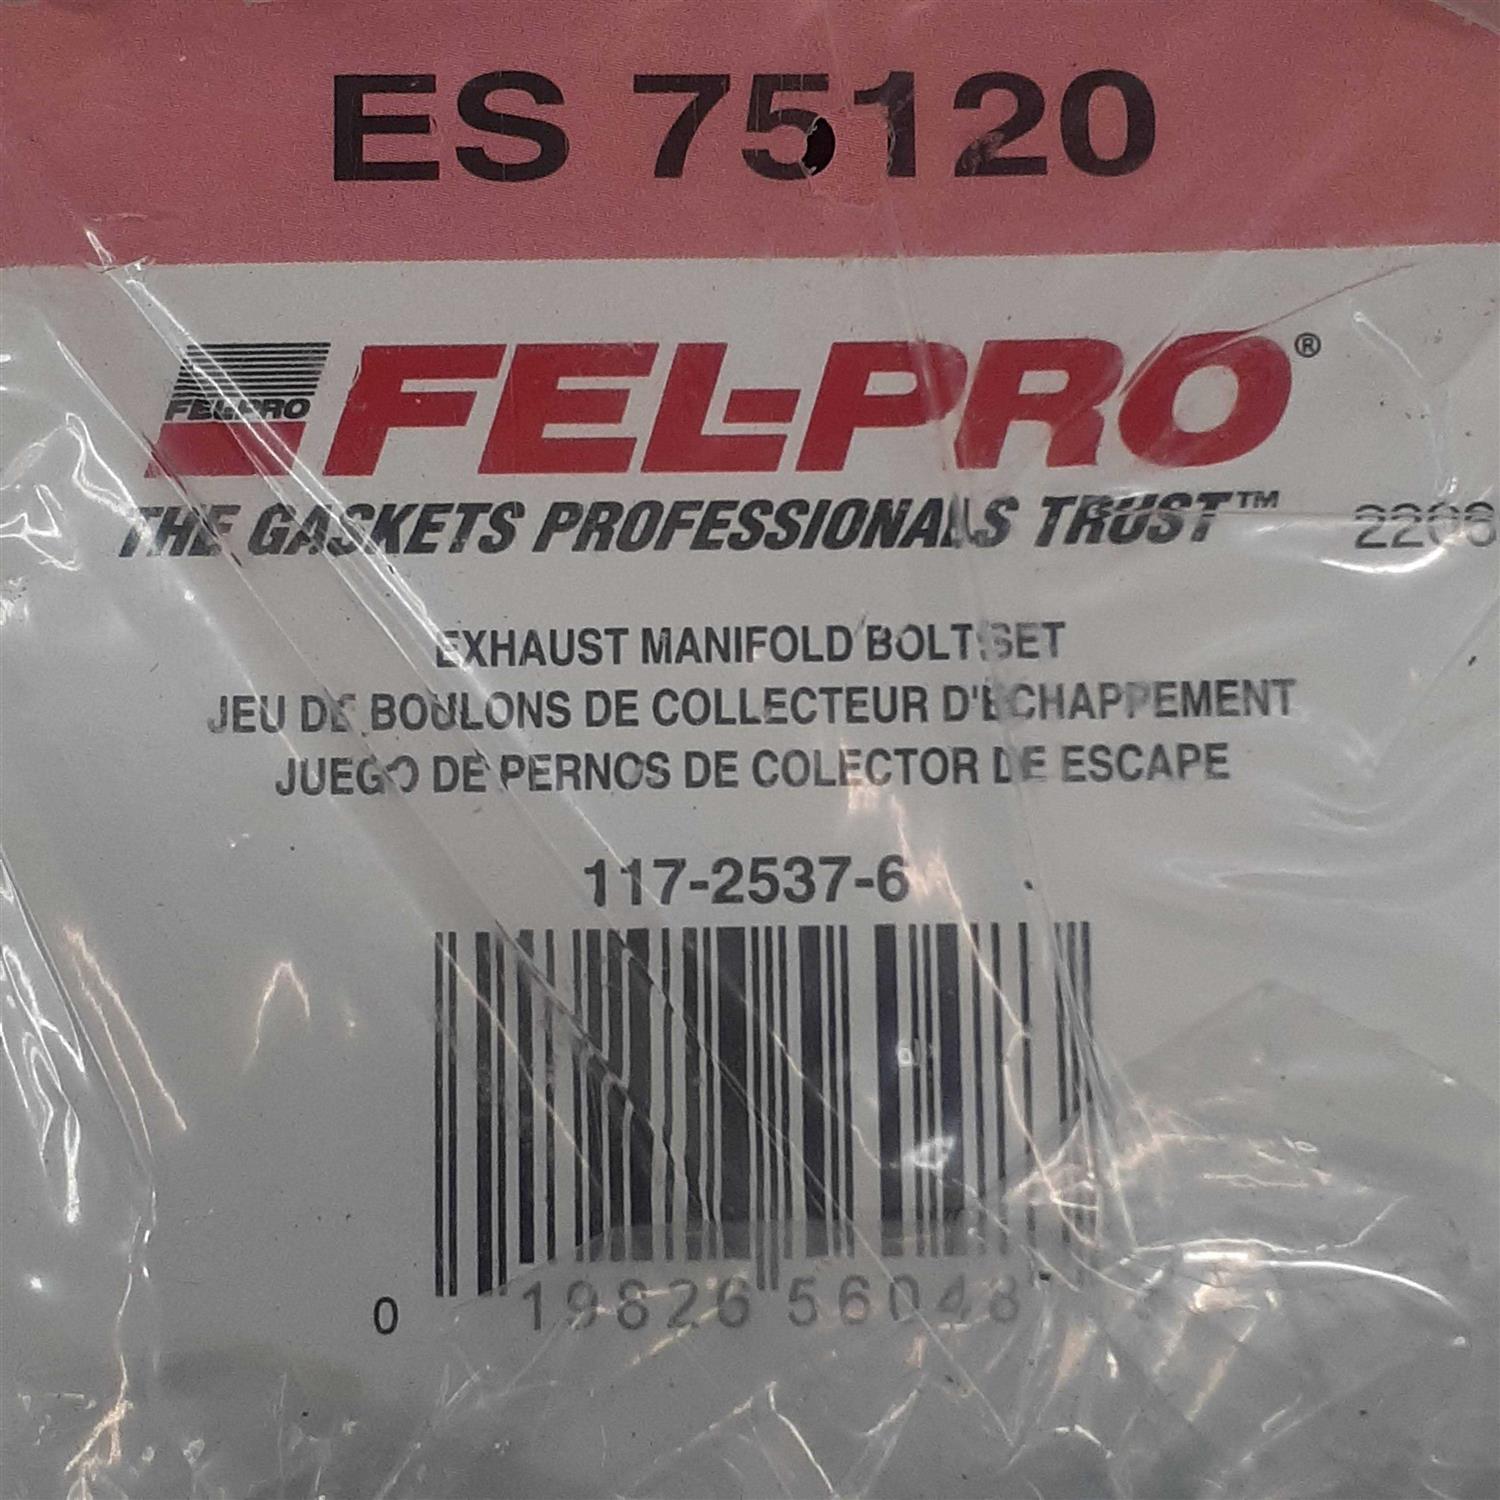 ES 75120
FEL-PRO
FEL-PRO®
THE GASKETS PROFESSIONALS TRUST™
EXHAUST MANIFOLD BOLT SET
JEU DE BOULONS DE COLLECTEUR D'ÉCHAPPEMENT
JUEGO DE PERNOS DE COLECTOR DE ESCAPE
117-2537-6
0 19826 56048